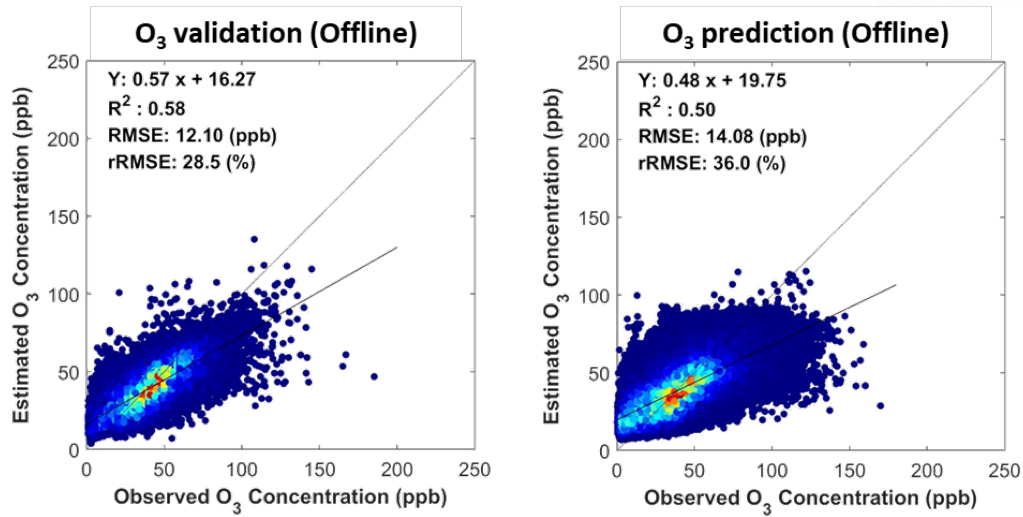 O3 validation (Offline)
Y: 0.57 x + 16.27
R2 : 0.58
RMSE: 12.10 (ppb)
rRMSE: 28.5 (%)
Estimated O3 Concentration (ppb)
250
200
150
100
50
0
0 50 100 150 200 250
Observed O3 Concentration (ppb)
O3 prediction (Offline)
Y: 0.48 x + 19.75
R2 : 0.50
RMSE: 14.08 (ppb)
rRMSE: 36.0 (%)
Estimated O3 Concentration (ppb)
250
200
150
100
50
0
0 50 100 150 200 250
Observed O3 Concentration (ppb)